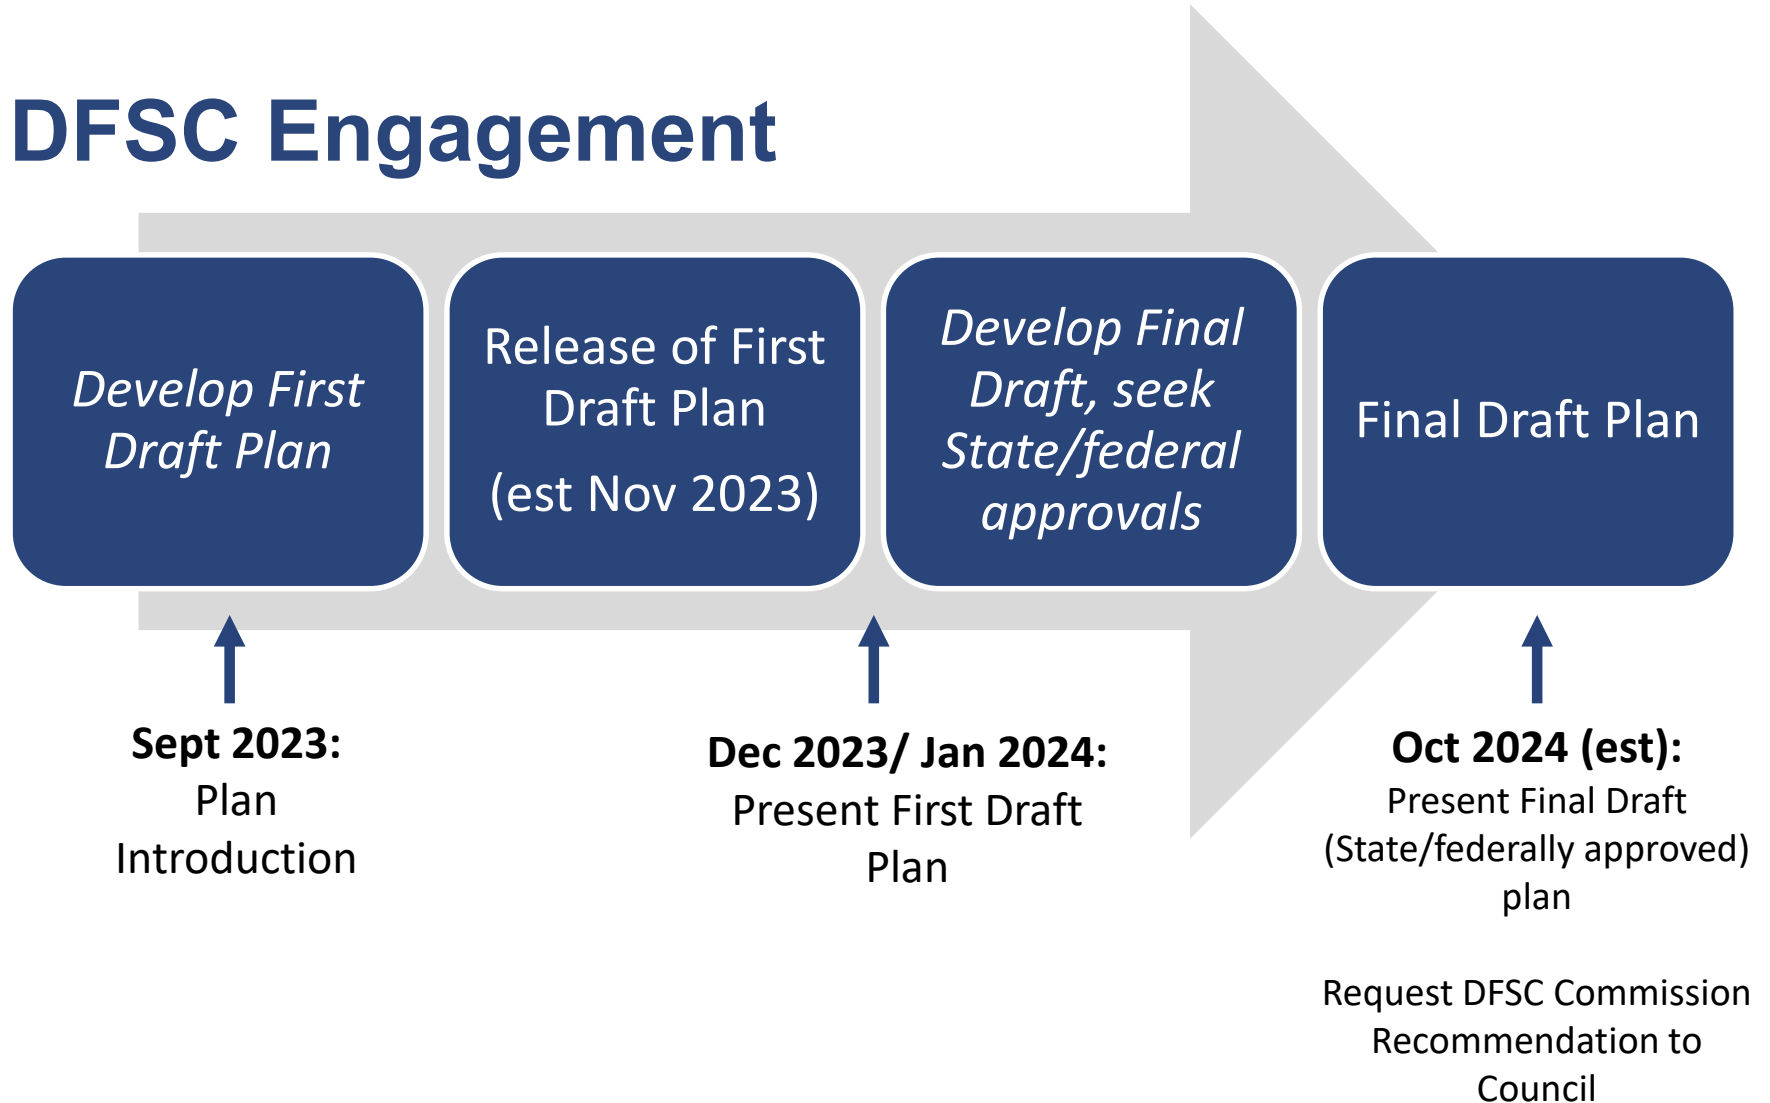 DFSC Engagement
Develop First
Draft Plan
Release of First
Draft Plan
(est Nov 2023)
Develop Final
Draft, seek
State/federal
approvals
Final Draft Plan
Sept 2023:
Plan
Introduction
Dec 2023/ Jan 2024:
Present First Draft
Plan
Oct 2024 (est):
Present Final Draft
(State/federally approved)
plan
Request DFSC Commission
Recommendation to
Council